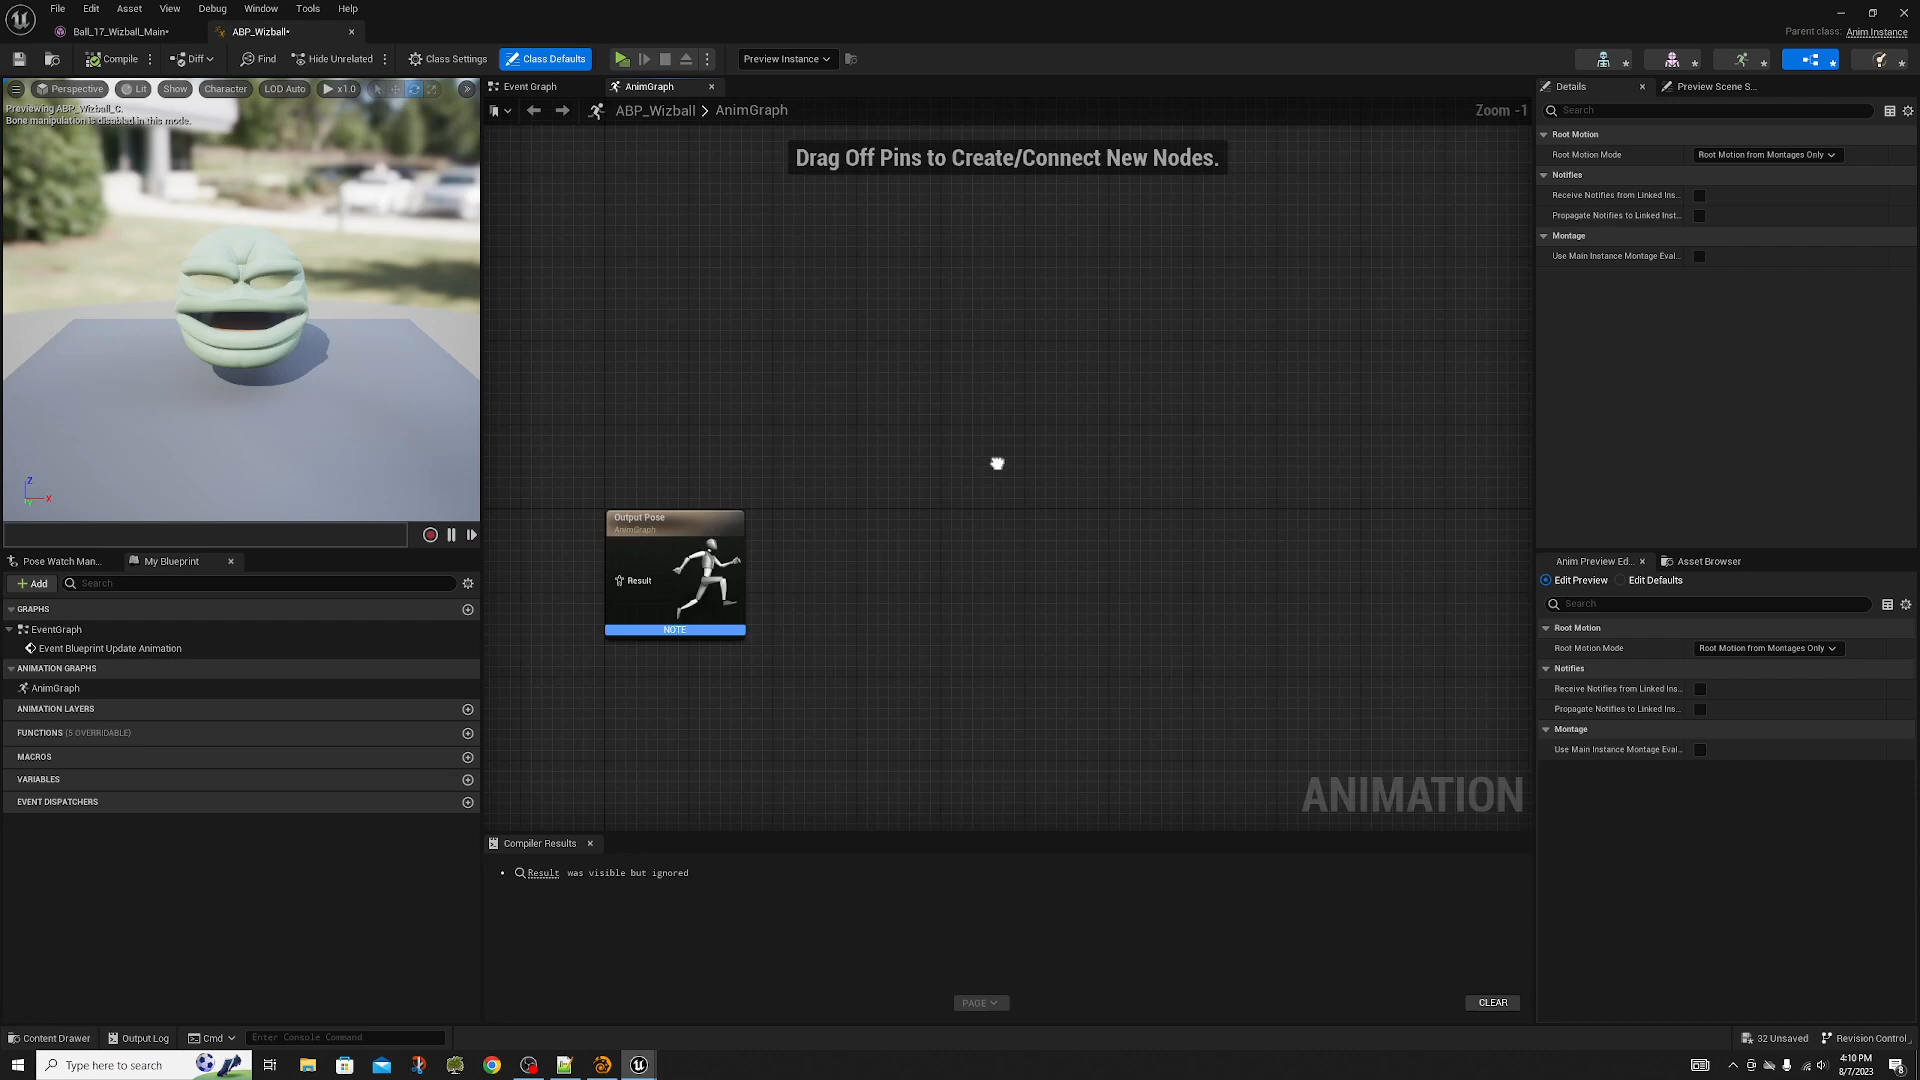 File Edit Asset View Window Debug Tools Help
Ball_17_Wizball_Main*
ABP_Wizball*
Parent class: Anim Instance
Compile Diff Find Hide Unrelated Class Settings Class Defaults Preview Instance
Perspective Lit Show Character LOD Auto x1.0
Previewing ABP_Wizball_C.
Bone manipulation is disabled in this mode.
Z
X
Event Graph AnimGraph
ABP_Wizball > AnimGraph
Zoom -1
Drag Off Pins to Create/Connect New Nodes.
Output Pose
AnimGraph
Result
NOTE
ANIMATION
Pose Watch Man... My Blueprint
Add Search
GRAPHS
EventGraph
Event Blueprint Update Animation
ANIMATION GRAPHS
AnimGraph
ANIMATION LAYERS
FUNCTIONS (5 OVERRIDABLE)
MACROS
VARIABLES
EVENT DISPATCHERS
Compiler Results
Result was visible but ignored
PAGE
CLEAR
Details Preview Scene S...
Search
Root Motion
Root Motion Mode Root Motion from Montages Only
Notifies
Receive Notifies from Linked Ins...
Propagate Notifies to Linked Inst...
Montage
Use Main Instance Montage Eval...
Anim Preview Ed... Asset Browser
Edit Preview Edit Defaults
Search
Root Motion
Root Motion Mode Root Motion from Montages Only
Notifies
Receive Notifies from Linked Ins...
Propagate Notifies to Linked Ins...
Montage
Use Main Instance Montage Eval...
Content Drawer Output Log Cmd Enter Console Command
32 Unsaved Revision Control
Type here to search
4:10 PM
8/7/2023
8